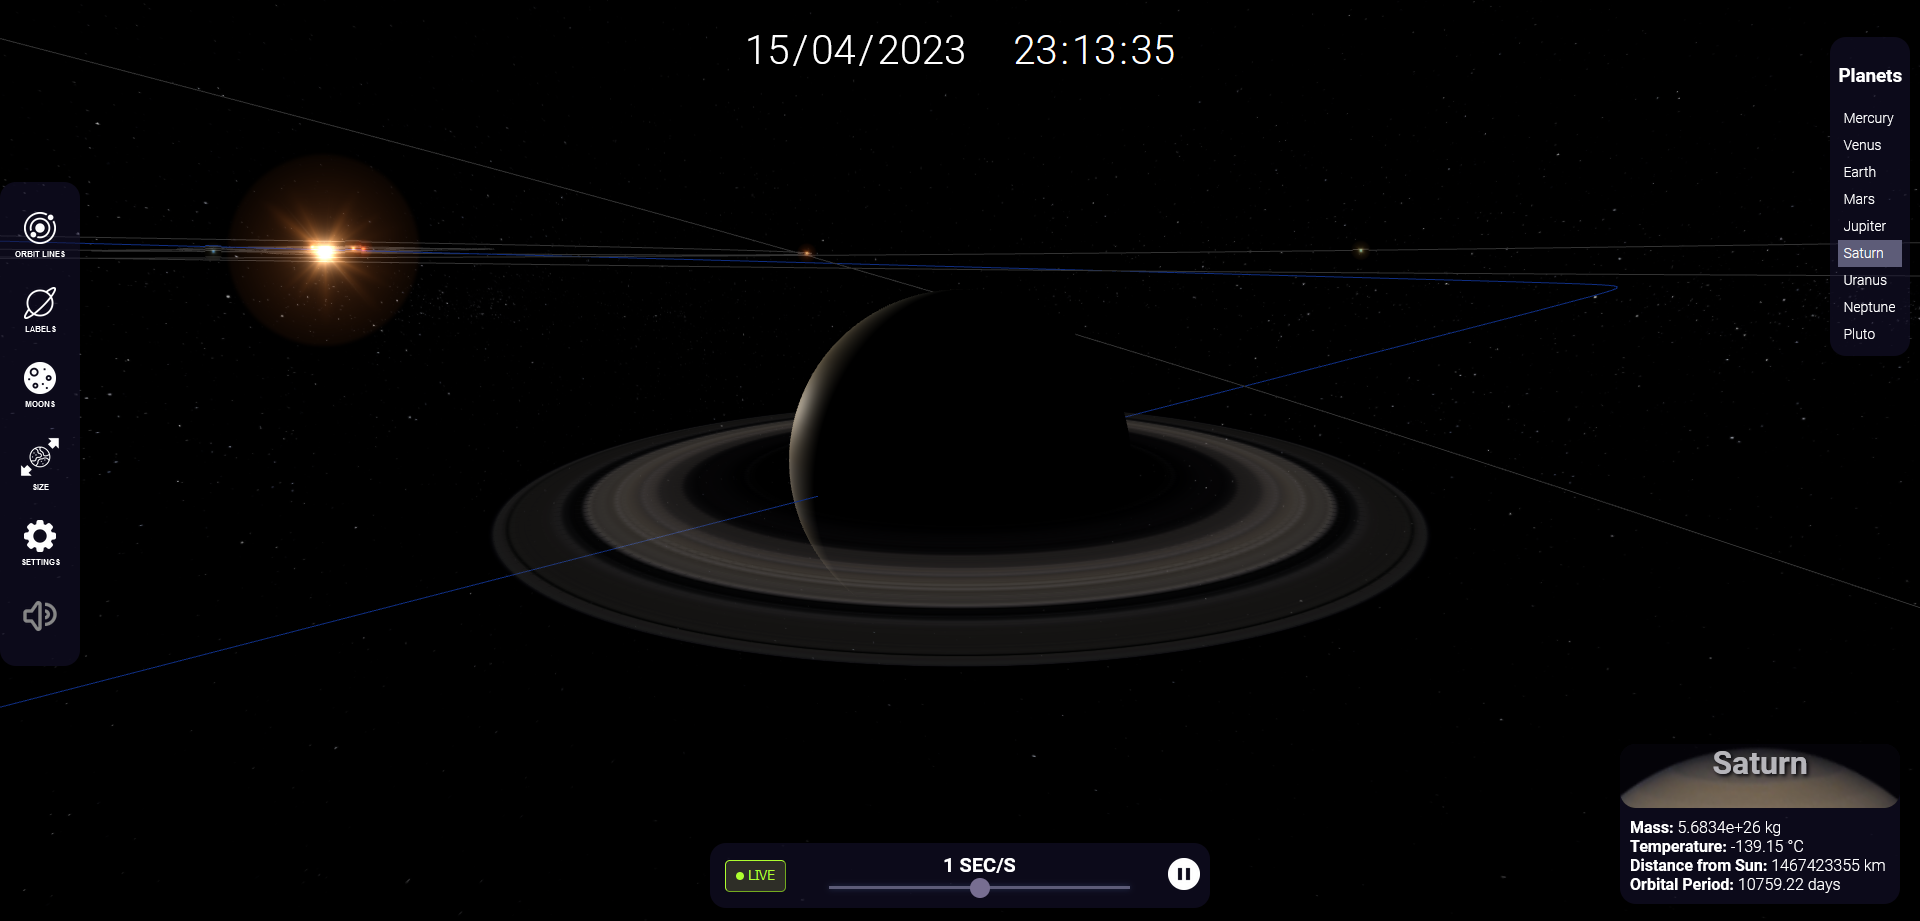 15/04/2023 23:13:35
ORBIT LINES
LABELS
MOONS
SIZE
SETTINGS
Planets
Mercury
Venus
Earth
Mars
Jupiter
Saturn
Uranus
Neptune
Pluto
LIVE
1 SEC/S
Saturn
Mass: 5.6834e+26 kg
Temperature: -139.15 °C
Distance from Sun: 1467423355 km
Orbital Period: 10759.22 days